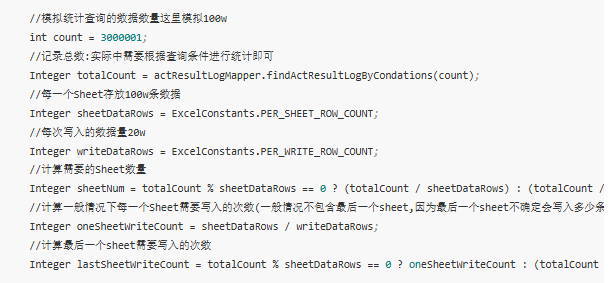 //模拟统计查询的数据数量这里模拟100w
int count = 3000001;
//记录总数:实际中需要根据查询条件进行统计即可
Integer totalCount = actResultLogMapper.findActResultLogByCondations(count);
//每一个Sheet存放100w条数据
Integer sheetDataRows = ExcelConstants.PER_SHEET_ROW_COUNT;
//每次写入的数据量20w
Integer writeDataRows = ExcelConstants.PER_WRITE_ROW_COUNT;
//计算需要的Sheet数量
Integer sheetNum = totalCount % sheetDataRows == 0 ? (totalCount / sheetDataRows) : (totalCount /
//计算一般情况下每一个Sheet需要写入的次数(一般情况不包含最后一个sheet,因为最后一个sheet不确定会写入多少条
Integer oneSheetWriteCount = sheetDataRows / writeDataRows;
//计算最后一个sheet需要写入的次数
Integer lastSheetWriteCount = totalCount % sheetDataRows == 0 ? oneSheetWriteCount : (totalCount